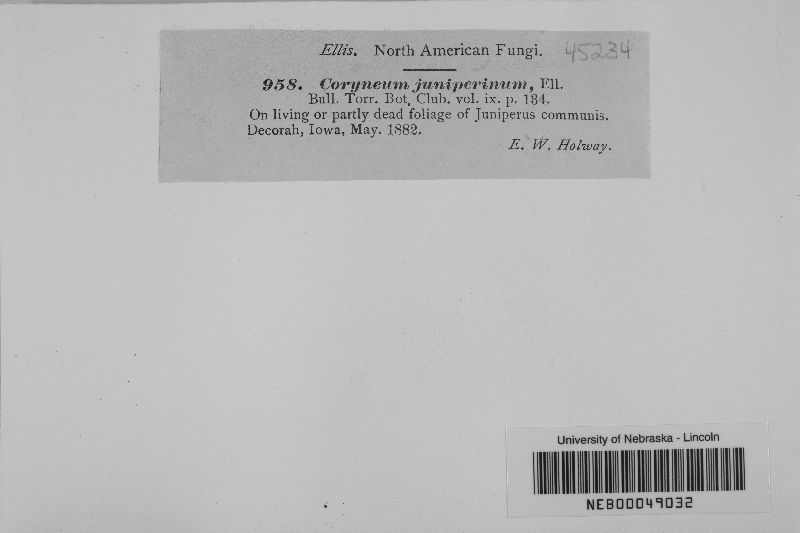 Ellis. North American Fungi. 45234
958. Coryneum juniperinum, Ell.
Bull. Torr. Bot, Club. vol. ix. p. 134.
On living or partly dead foliage of Juniperus communis.
Decorah, Iowa, May. 1882.
E. W. Holway.
University of Nebraska - Lincoln
NEB00049032